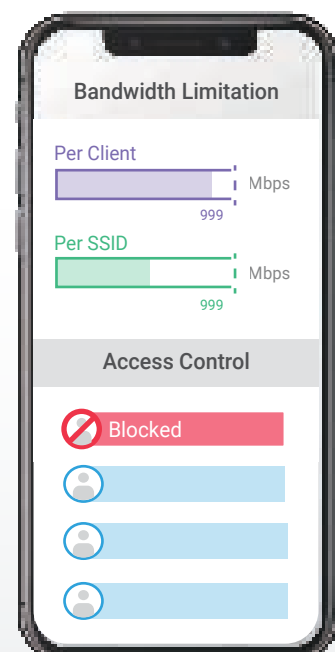 Bandwidth Limitation
Per Client
Mbps
999
Per SSID
Mbps
999
Access Control
Blocked